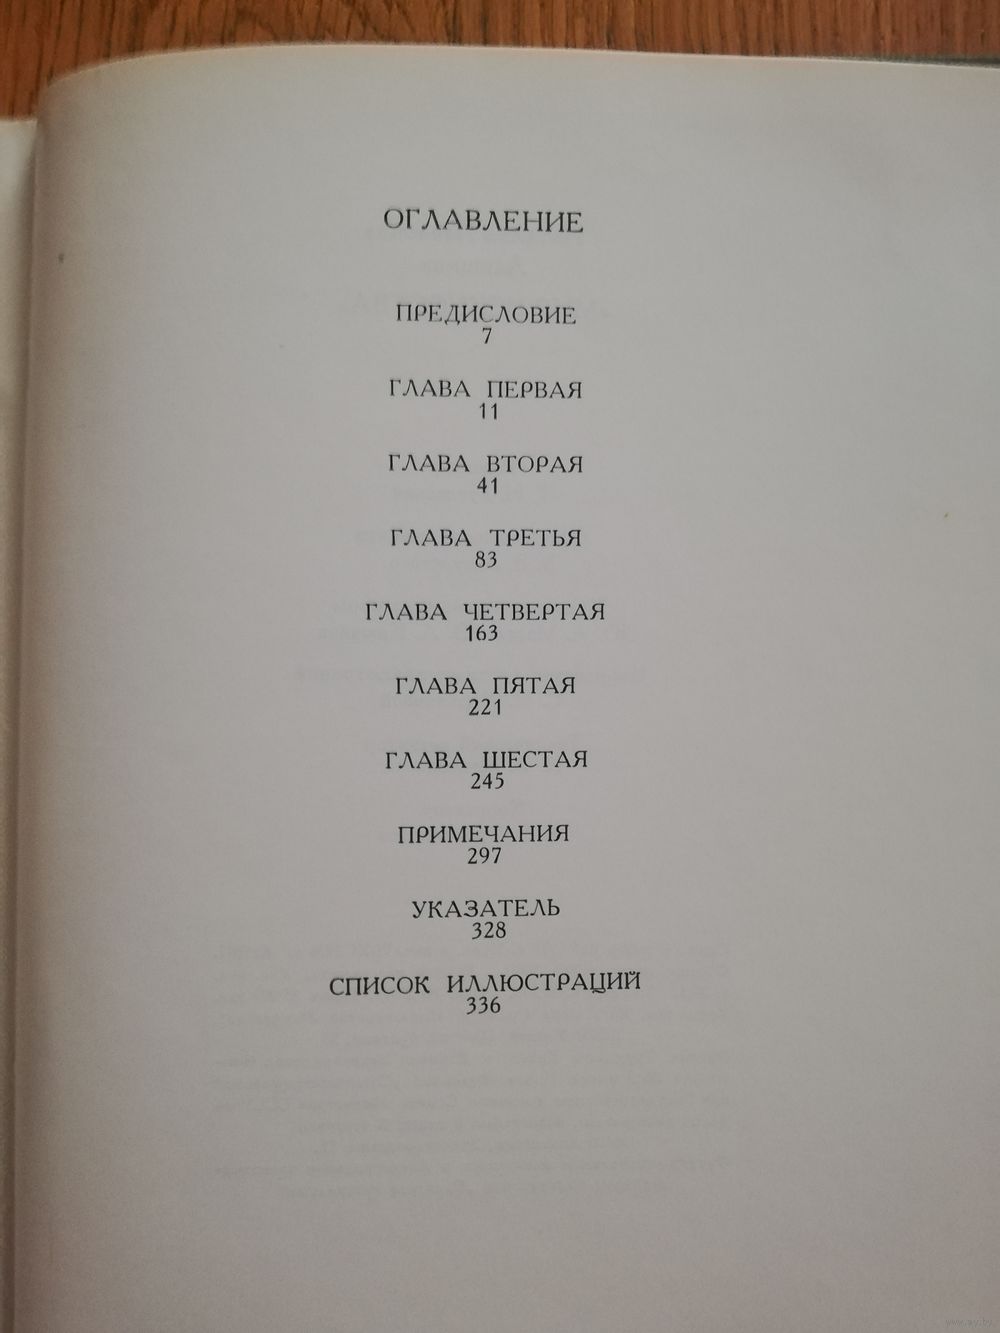 ОГЛАВЛЕНИЕ
ПРЕДИСЛОВИЕ
7
ГЛАВА ПЕРВАЯ
11
ГЛАВА ВТОРАЯ
41
ГЛАВА ТРЕТЬЯ
83
ГЛАВА ЧЕТВЕРТАЯ
163
ГЛАВА ПЯТАЯ
221
ГЛАВА ШЕСТАЯ
245
ПРИМЕЧАНИЯ
297
УКАЗАТЕЛЬ
328
СПИСОК ИЛЛЮСТРАЦИЙ
336